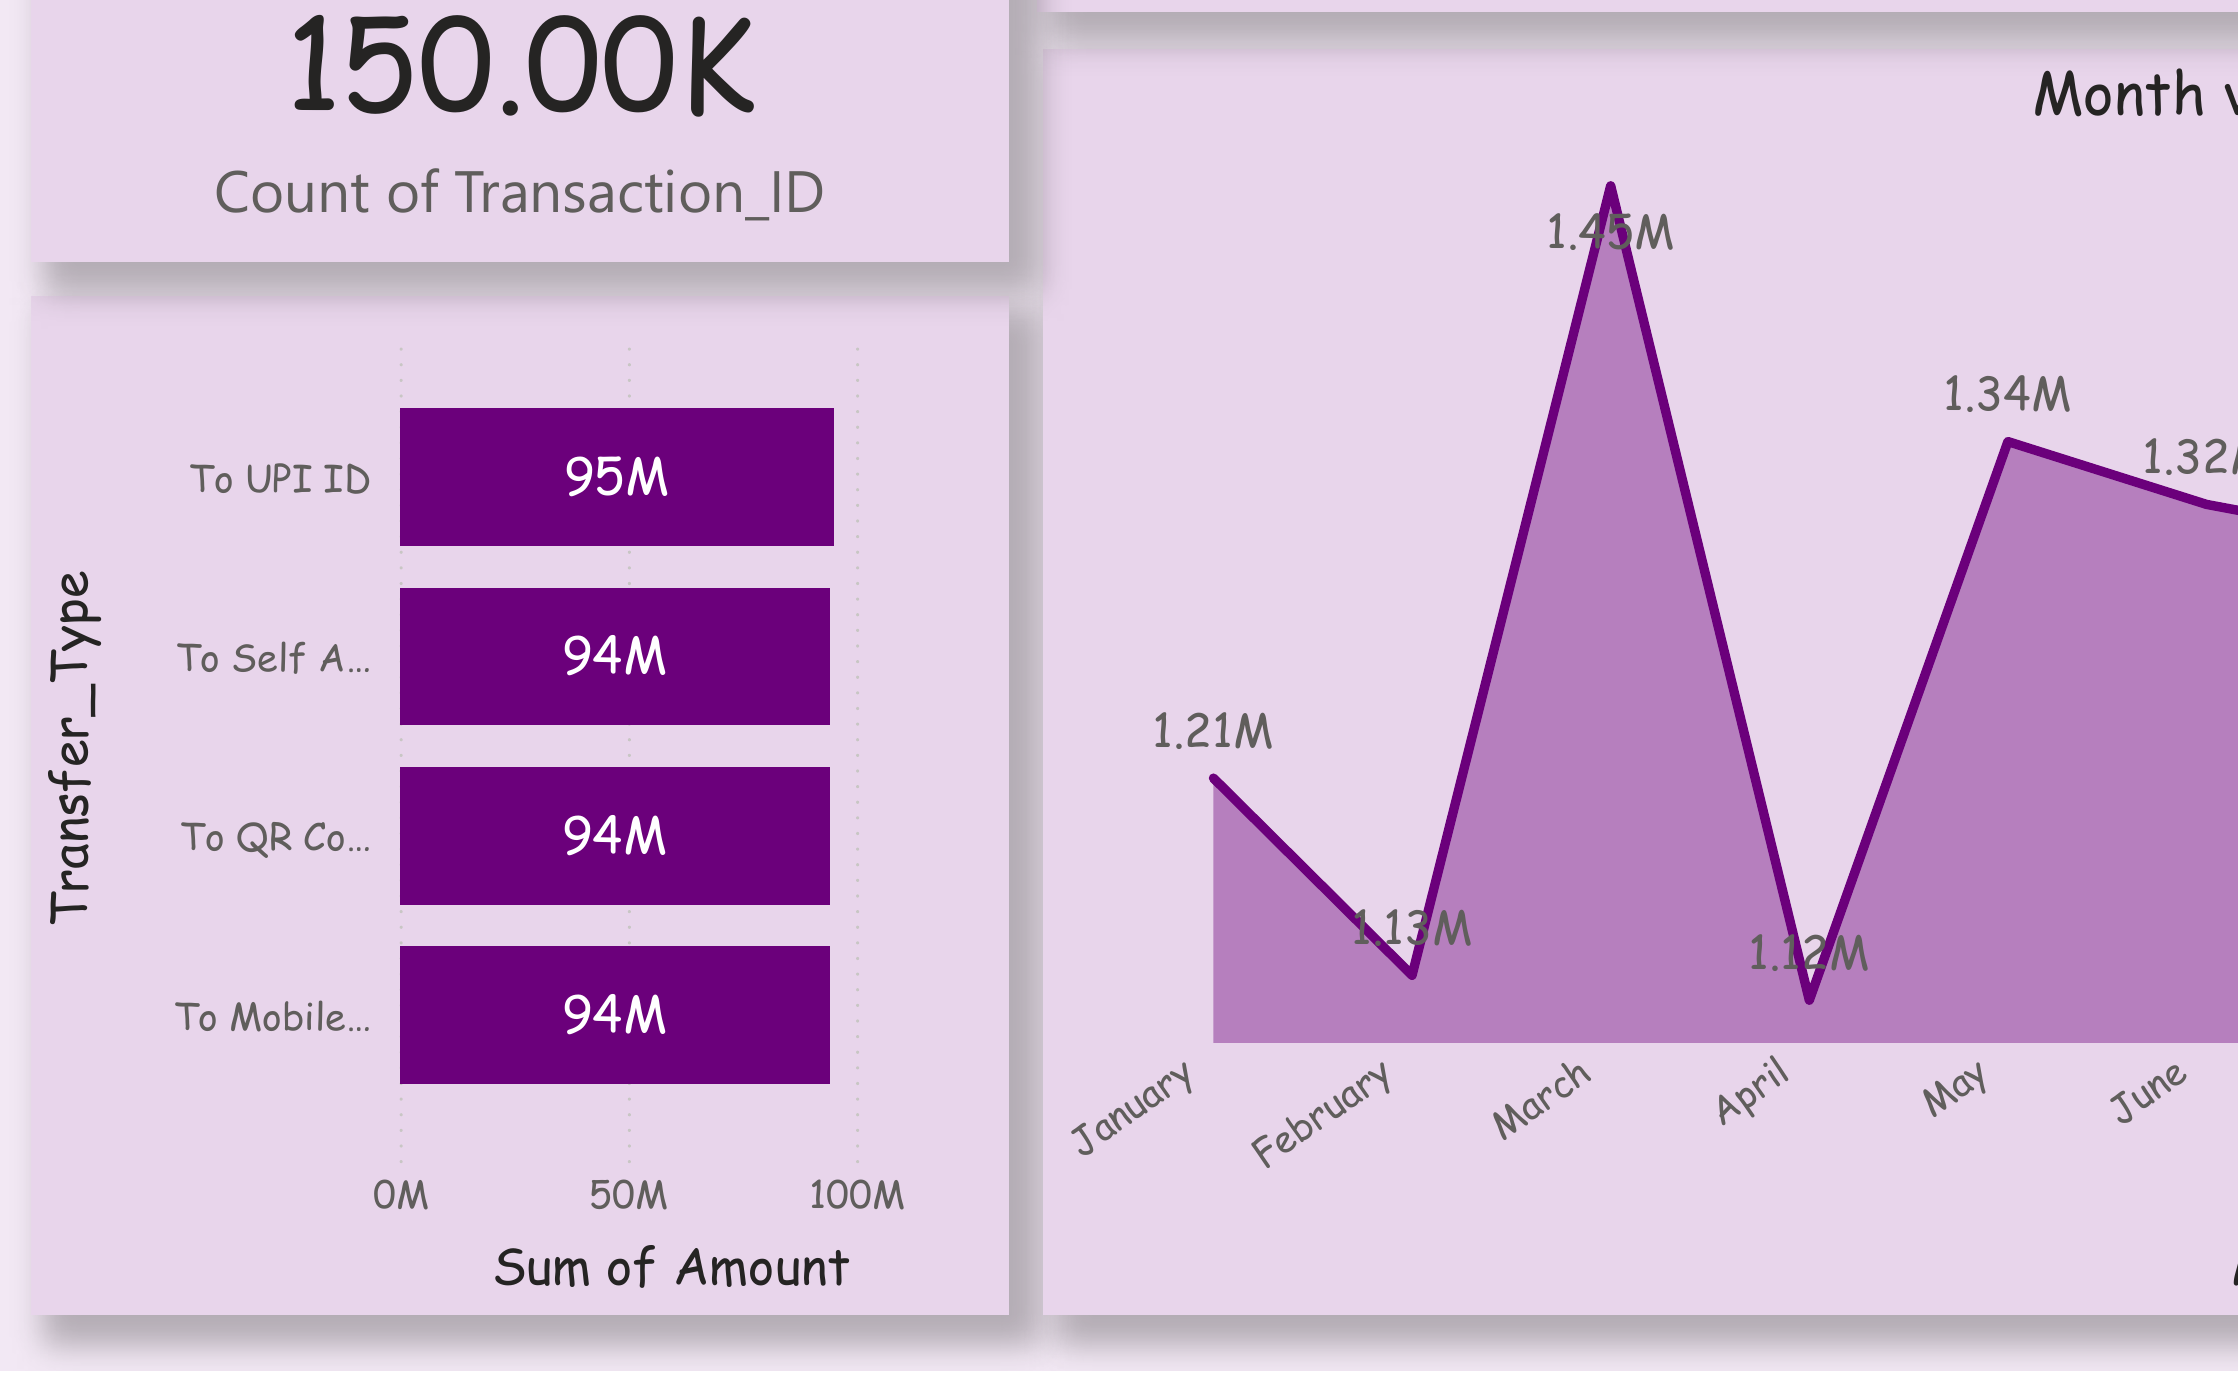 150.00K
Count of Transaction_ID
Transfer_Type
To UPI ID
95M
To Self A...
94M
To QR Co...
94M
To Mobile...
94M
0M 50M 100M
Sum of Amount
Month
1.45M
1.34M
1.32
1.21M
1.13M
1.12M
January February March April May June